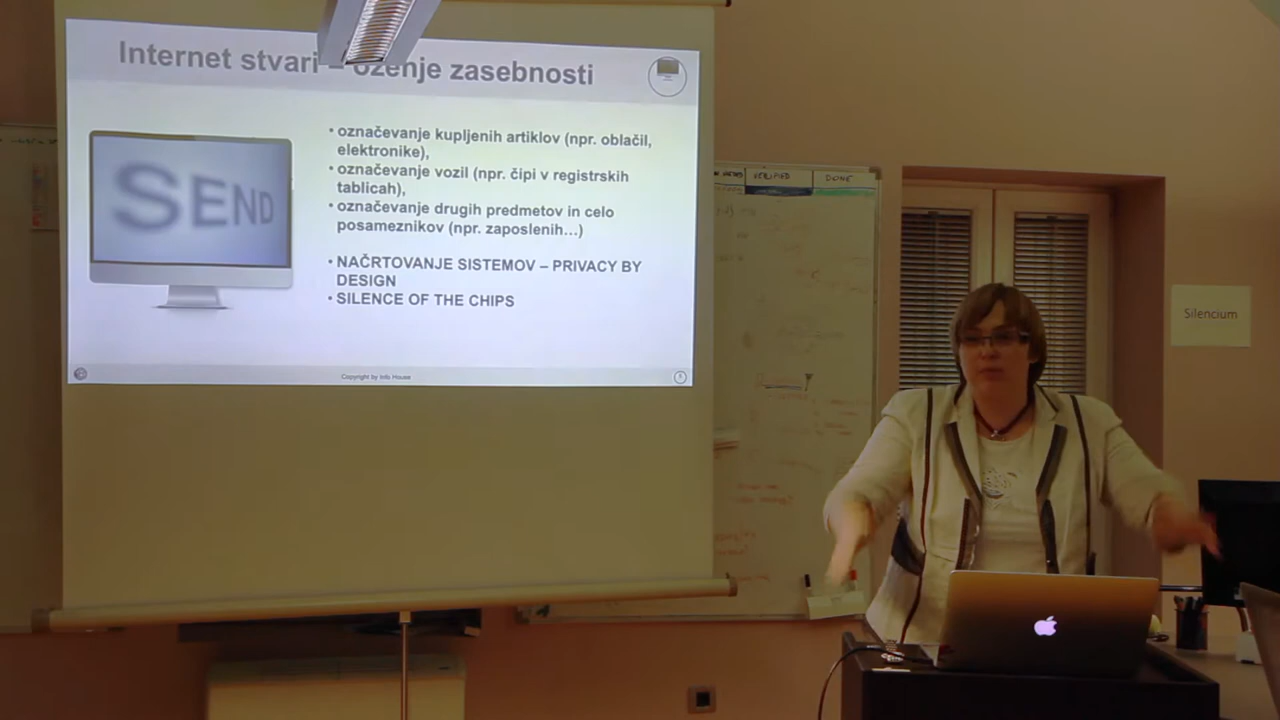 Internet stvari – oženje zasebnosti
SEND
• označevanje kupljenih artiklov (npr. oblačil,
elektronike),
• označevanje vozil (npr. čipi v registrskih
tablicah),
• označevanje drugih predmetov in celo
posameznikov (npr. zaposlenih...)
• NAČRTOVANJE SISTEMOV – PRIVACY BY
DESIGN
• SILENCE OF THE CHIPS
Copyright by Info House
VERIFIED
DONE
Silencium